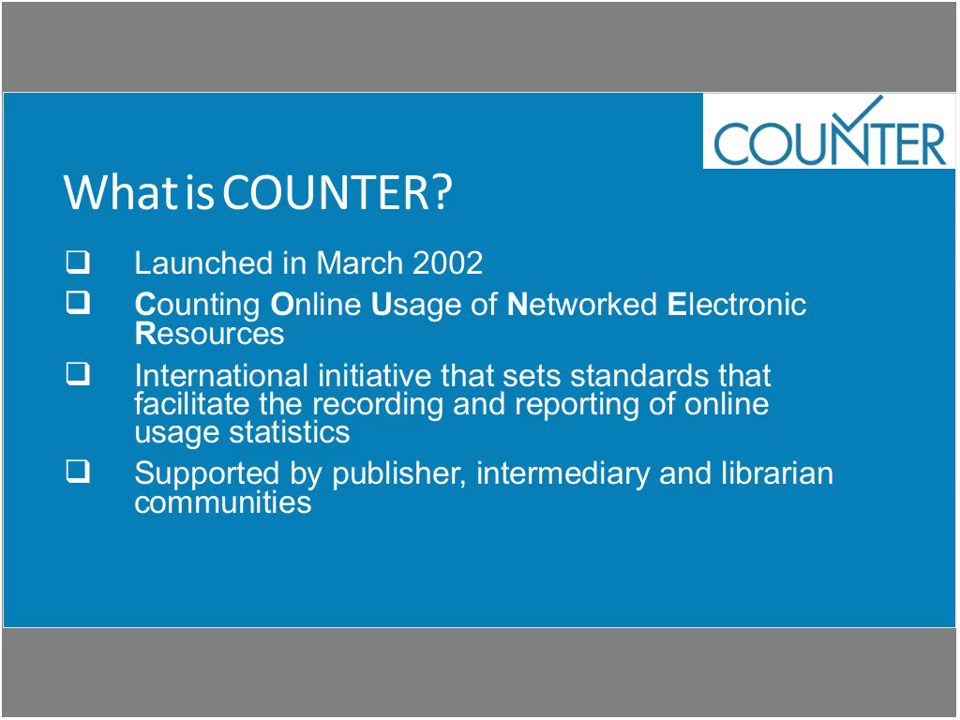 COUNTER
What is COUNTER?
Launched in March 2002
Counting Online Usage of Networked Electronic
Resources
International initiative that sets standards that
facilitate the recording and reporting of online
usage statistics
Supported by publisher, intermediary and librarian
communities